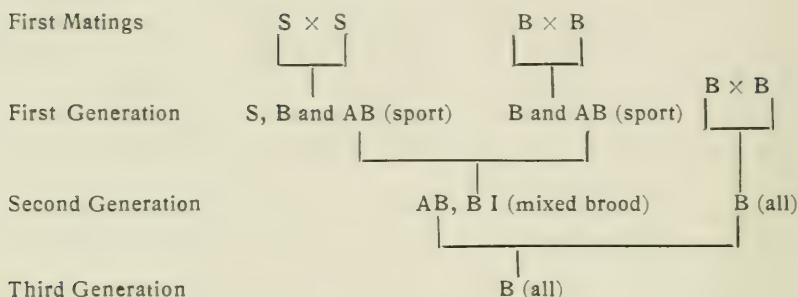 First Matings S × S B × B
B × B
First Generation S, B and AB (sport) B and AB (sport)
Second Generation AB, B I (mixed brood) B (all)
Third Generation B (all)